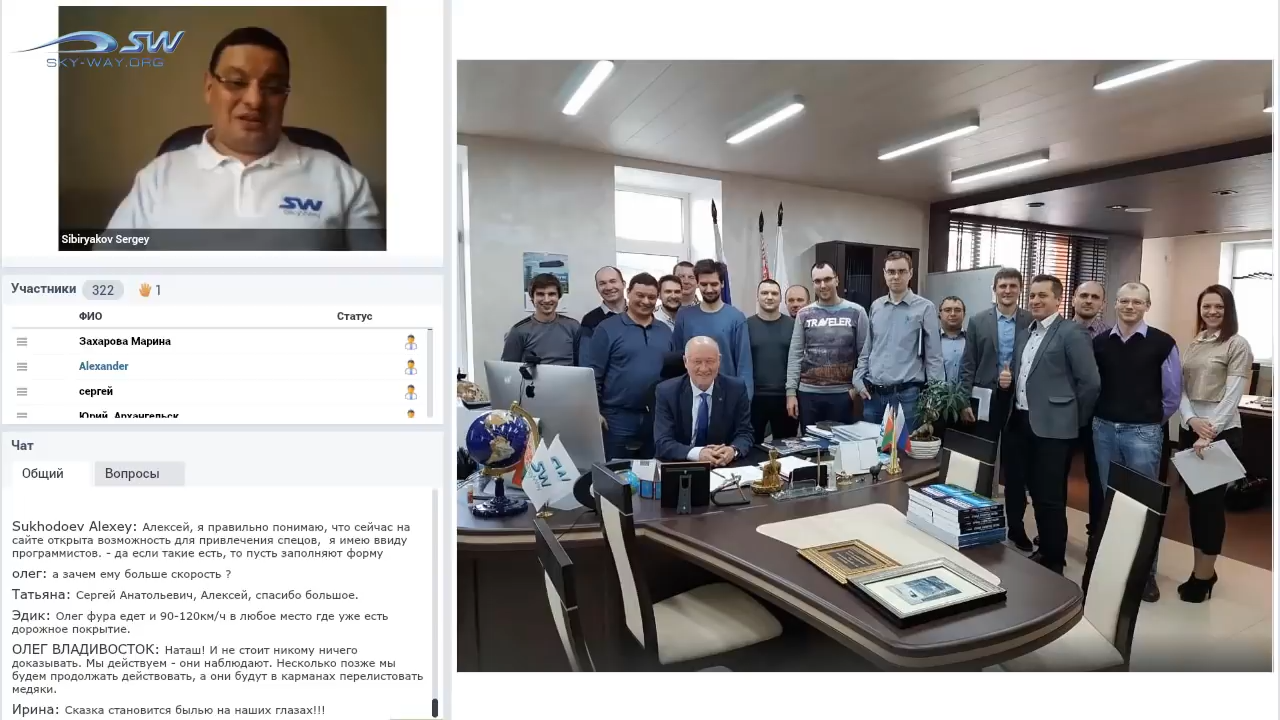 SW
SKY-WAY.ORG
SW
Sibiryakov Sergey
Участники 322 1
ФИО Статус
Захарова Марина
Alexander
сергей
Юрий, Архангельск
Чат
Общий Вопросы
Sukhodoev Alexey: Алексей, я правильно понимаю, что сейчас на
сайте открыта возможность для привлечения спецов, я имею ввиду
программистов. - да если такие есть, то пусть заполняют форму
олег: а зачем ему больше скорость ?
Татьяна: Сергей Анатольевич, Алексей, спасибо большое.
Эдик: Олег фура едет и 90-120км/ч в любое место где уже есть
дорожное покрытие.
ОЛЕГ ВЛАДИВОСТОК: Наташ! И не стоит никому ничего
доказывать. Мы действуем - они наблюдают. Несколько позже мы
будем продолжать действовать, а они будут в карманах перелистовать
медяки.
Ирина: Сказка становится былью на наших глазах!!!
TRAVELER
SW
SW